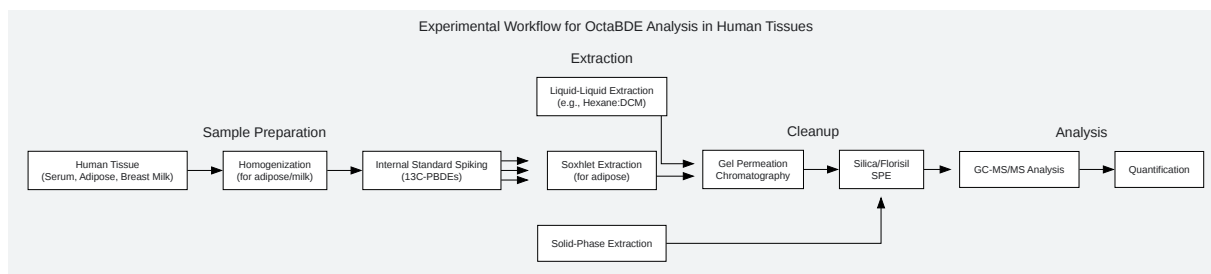 Experimental Workflow for OctaBDE Analysis in Human Tissues
Extraction
Liquid-Liquid Extraction
(e.g., Hexane:DCM)
Sample Preparation
Cleanup
Analysis
Human Tissue
(Serum, Adipose, Breast Milk)
Homogenization
(for adipose/milk)
Internal Standard Spiking
(13C-PBDEs)
Soxhlet Extraction
(for adipose)
Gel Permeation
Chromatography
Silica/Florisil
SPE
GC-MS/MS Analysis
Quantification
Solid-Phase Extraction